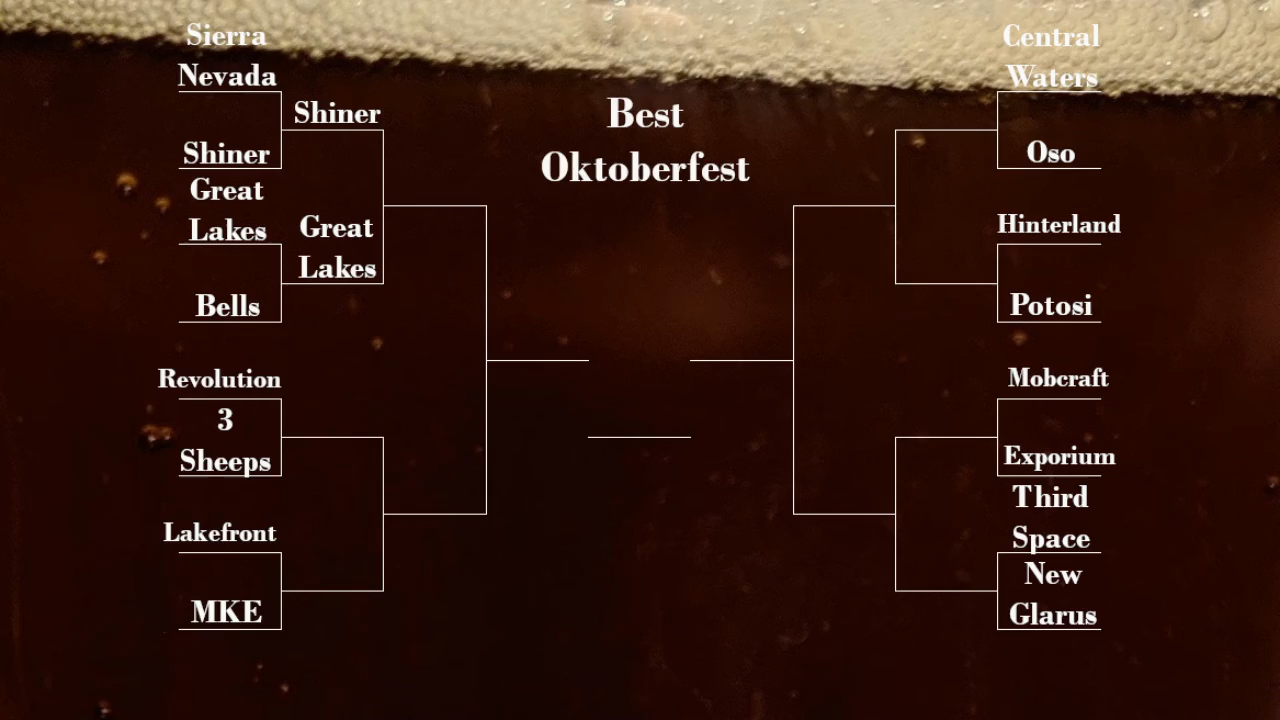 Best
Oktoberfest
Sierra
Nevada
Shiner
Great
Lakes
Bells
Revolution
3
Sheeps
Lakefront
MKE
Shiner
Great
Lakes
Central
Waters
Oso
Hinterland
Potosi
Mobcraft
Exporium
Third
Space
New
Glarus